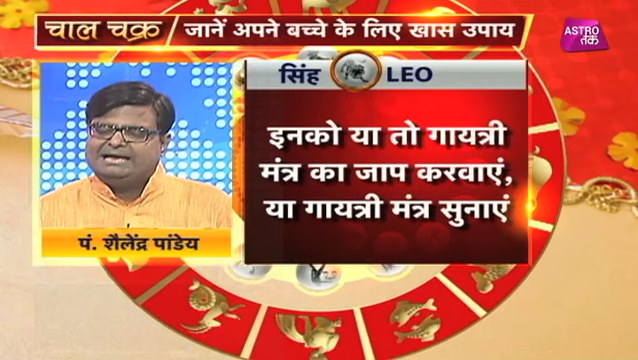 चाल चक्र
जानें अपने बच्चे के लिए खास उपाय
ASTRO
तक
सिंह LEO
इनको या तो गायत्री
मंत्र का जाप करवाएं,
या गायत्री मंत्र सुनाएं
पं. शैलेंद्र पांडेय